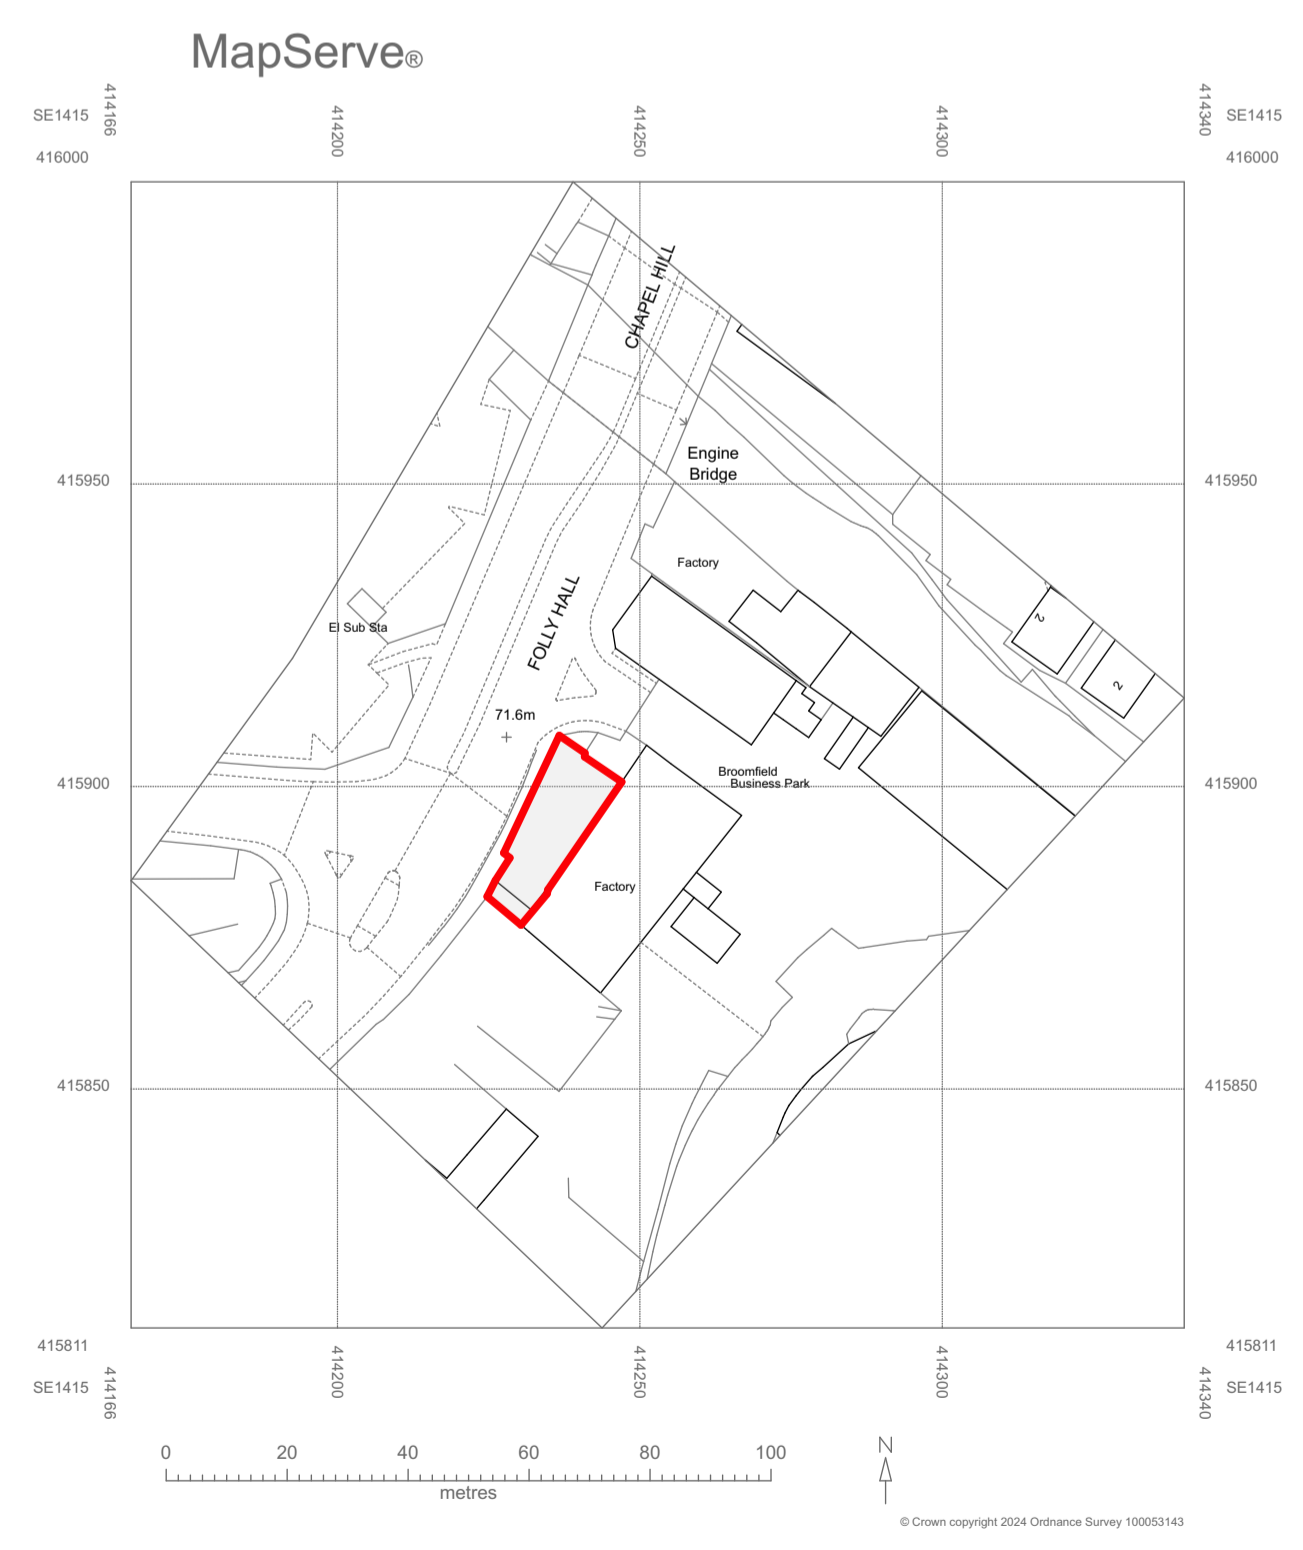 MapServe®
414166
414200
414250
414300
414340
SE1415
SE1415
416000
416000
CHAPEL HILL
Engine
Bridge
415950
415950
Factory
FOLLY HALL
El Sub Sta
2
2
71.6m
Broomfield
Business Park
415900
415900
Factory
415850
415850
415811
415811
SE1415
SE1415
414166
414200
414250
414300
414340
0 20 40 60 80 100
metres
N
© Crown copyright 2024 Ordnance Survey 100053143